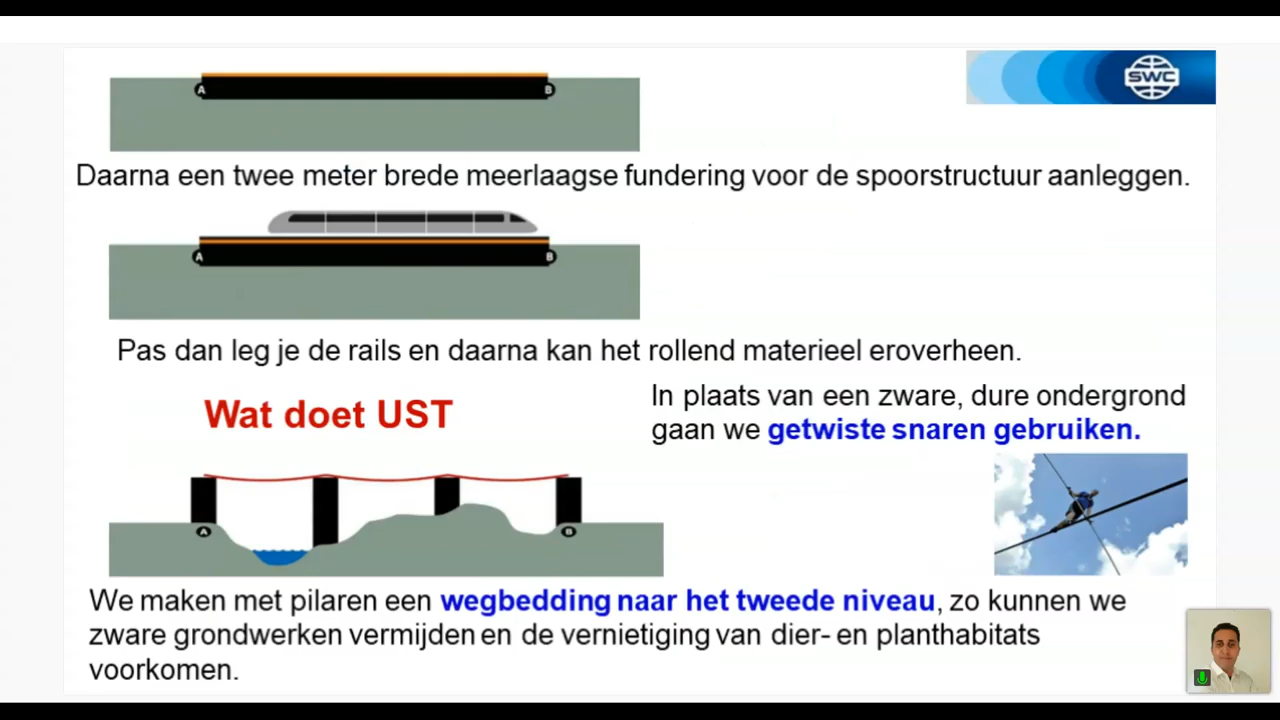 SWC
A B
Daarna een twee meter brede meerlaagse fundering voor de spoorstructuur aanleggen.
A B
Pas dan leg je de rails en daarna kan het rollend materieel eroverheen.
Wat doet UST
In plaats van een zware, dure ondergrond
gaan we getwiste snaren gebruiken.
A B
We maken met pilaren een wegbedding naar het tweede niveau, zo kunnen we
zware grondwerken vermijden en de vernietiging van dier- en planthabitats
voorkomen.